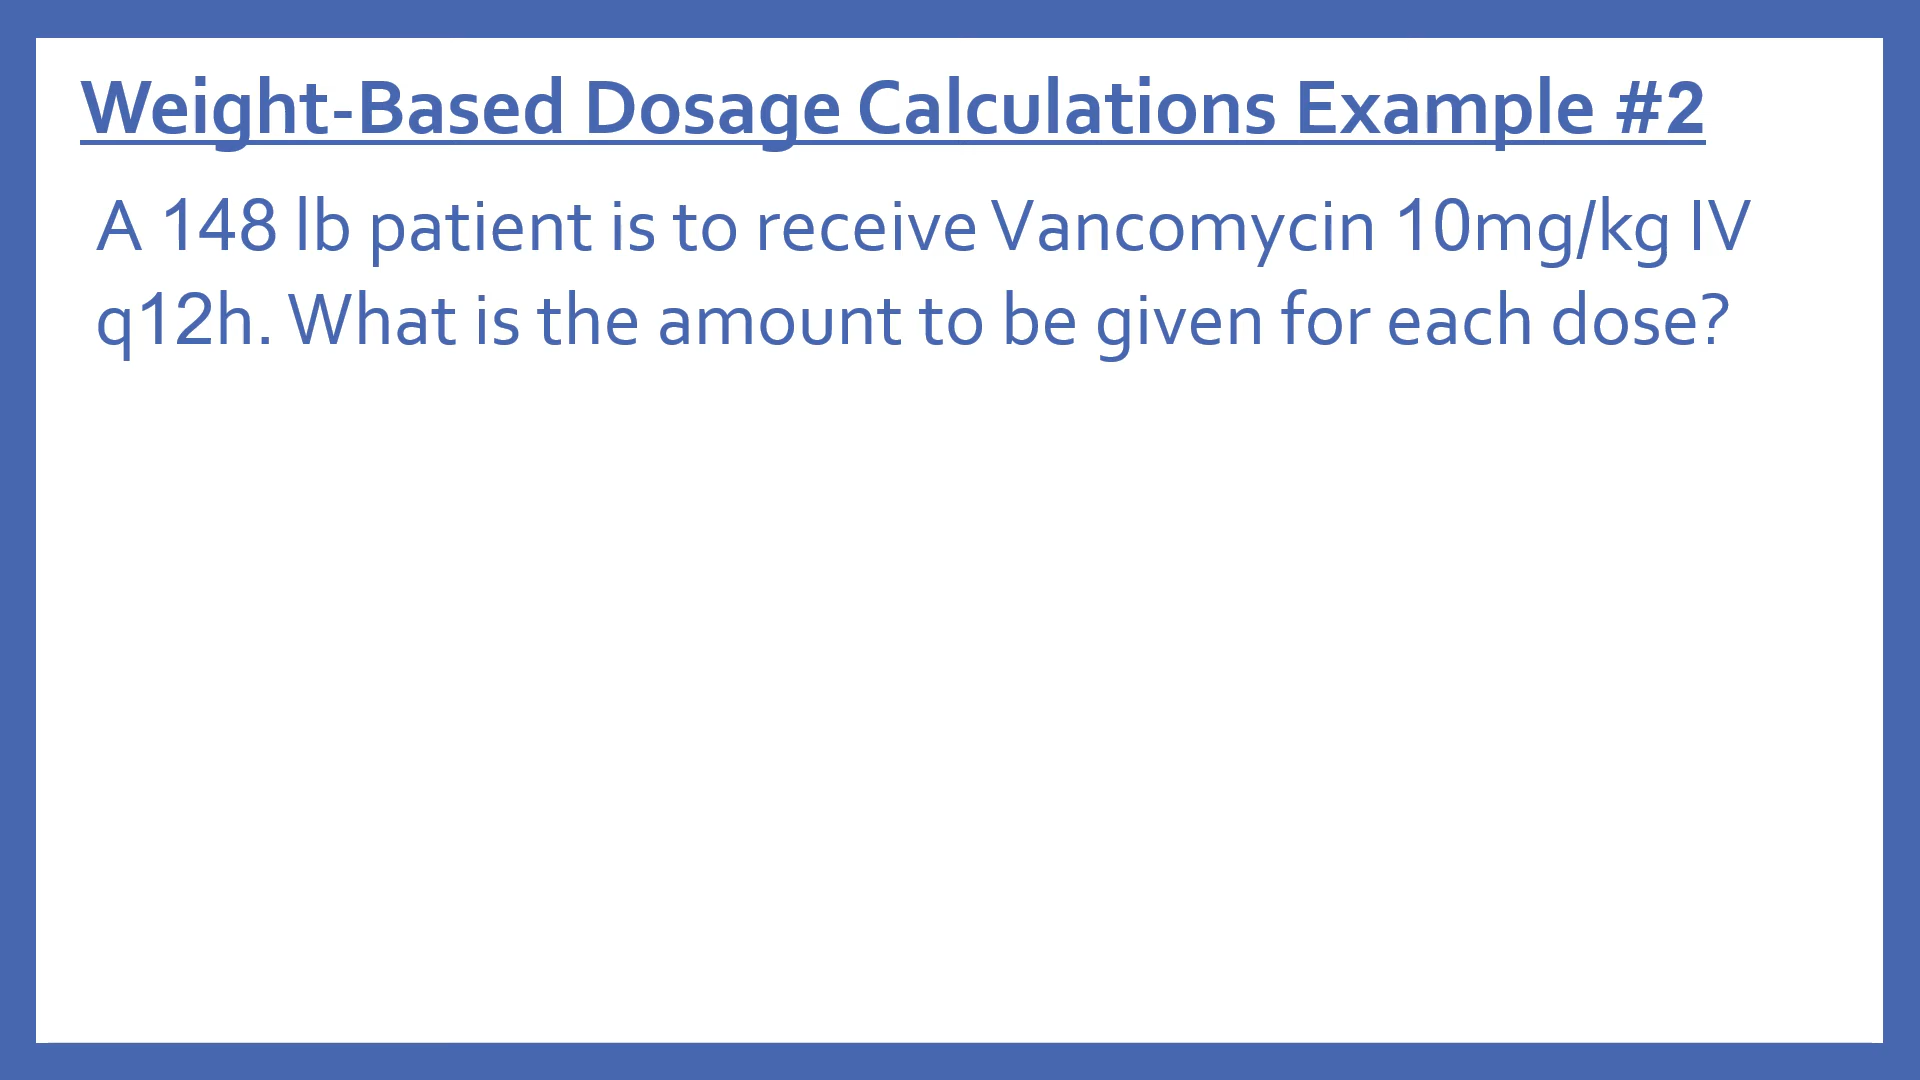 Weight-Based Dosage Calculations Example #2
A 148 lb patient is to receive Vancomycin 10mg/kg IV
q12h. What is the amount to be given for each dose?